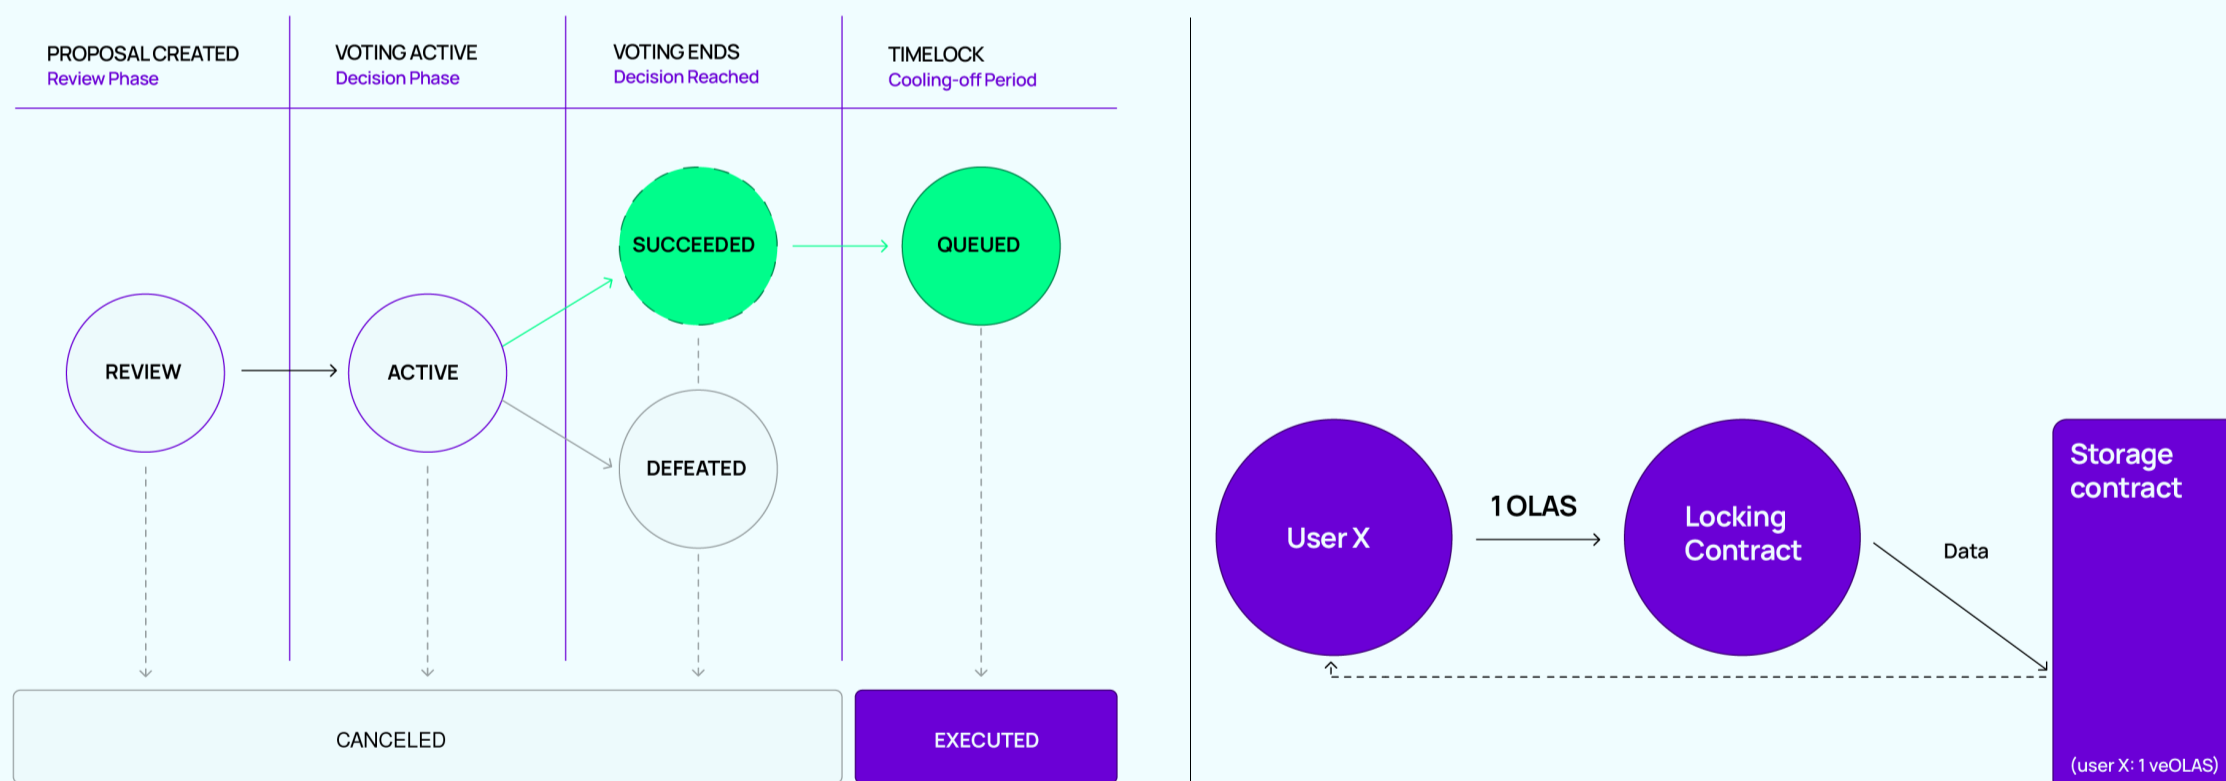 PROPOSAL CREATED
Review Phase
VOTING ACTIVE
Decision Phase
VOTING ENDS
Decision Reached
TIMELOCK
Cooling-off Period
SUCCEEDED
QUEUED
REVIEW
ACTIVE
DEFEATED
CANCELED
EXECUTED
User X
1 OLAS
Locking
Contract
Data
Storage
contract
(user X: 1 veOLAS)